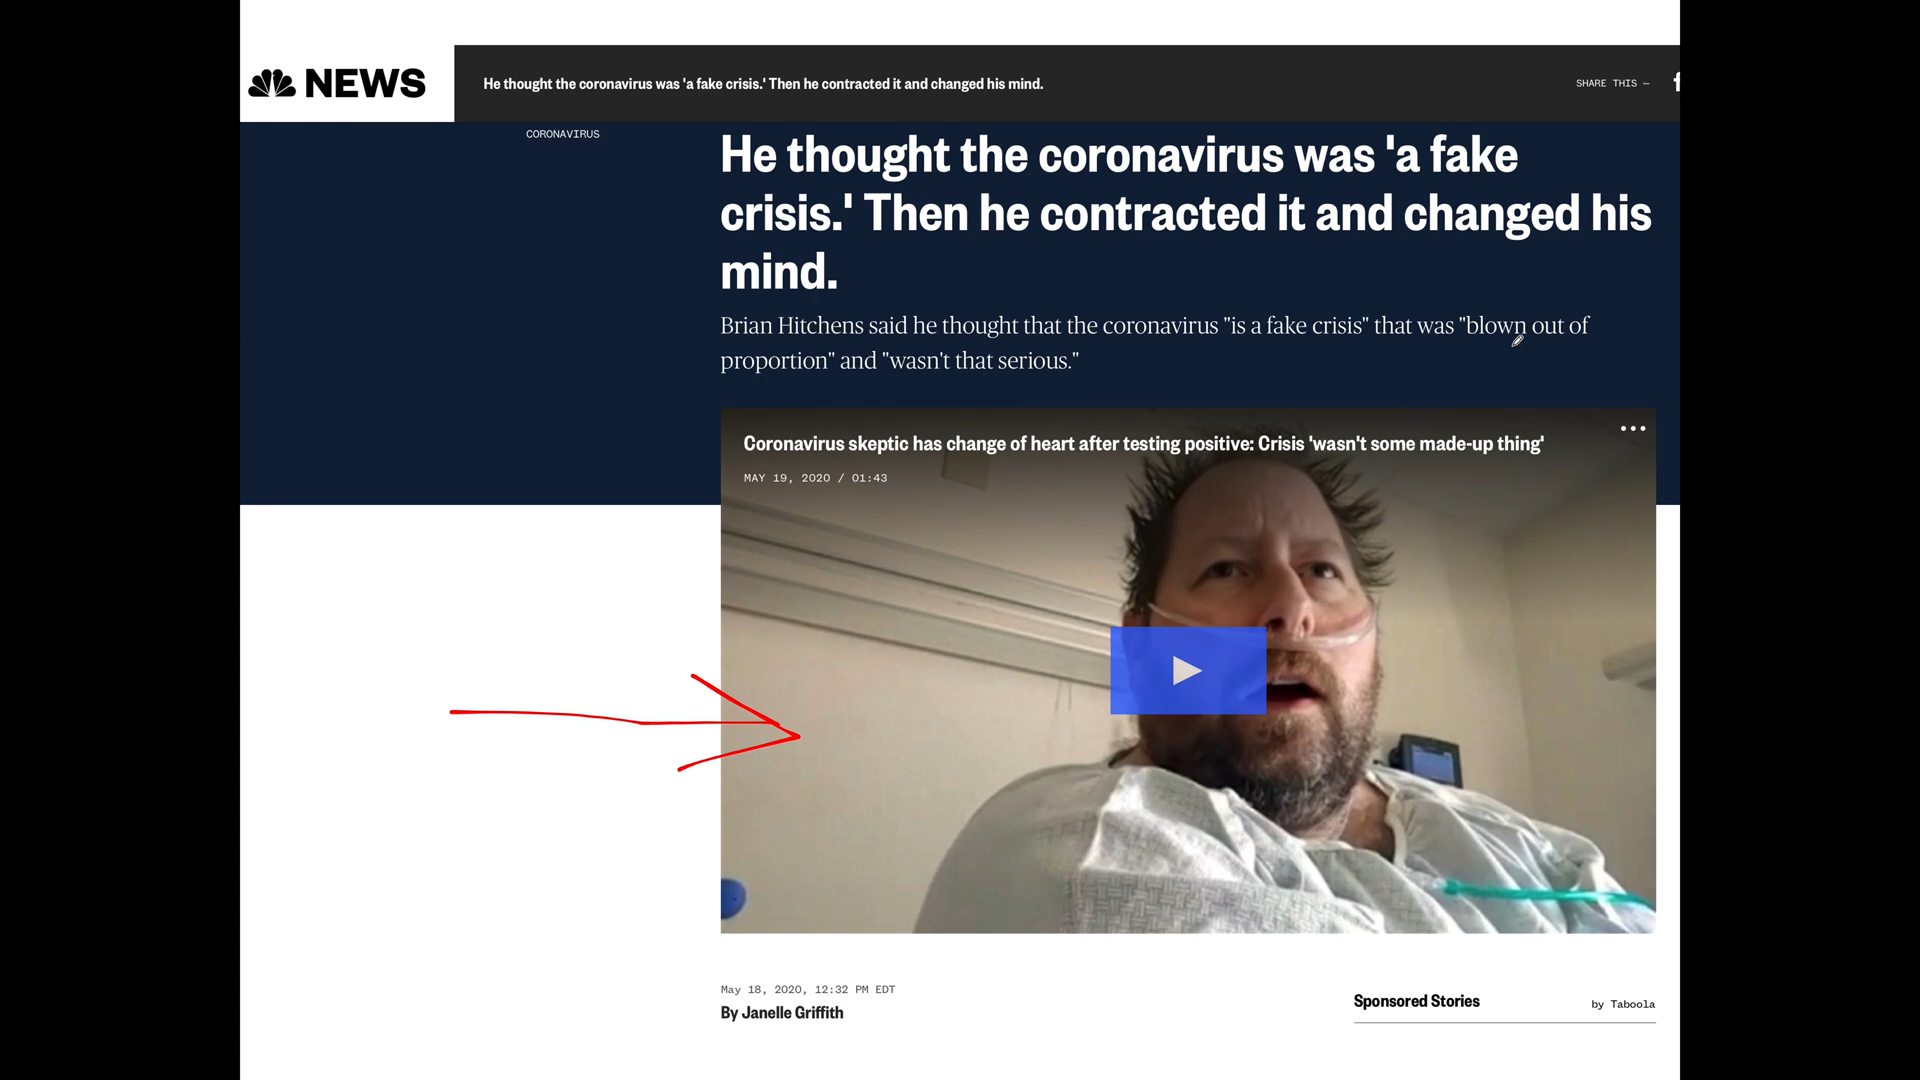 NEWS
He thought the coronavirus was 'a fake crisis.' Then he contracted it and changed his mind.
SHARE THIS —
CORONAVIRUS
He thought the coronavirus was 'a fake
crisis.' Then he contracted it and changed his
mind.
Brian Hitchens said he thought that the coronavirus "is a fake crisis" that was "blown out of
proportion" and "wasn't that serious."
Coronavirus skeptic has change of heart after testing positive: Crisis 'wasn't some made-up thing'
MAY 19, 2020 / 01:43
May 18, 2020, 12:32 PM EDT
By Janelle Griffith
Sponsored Stories
by Taboola